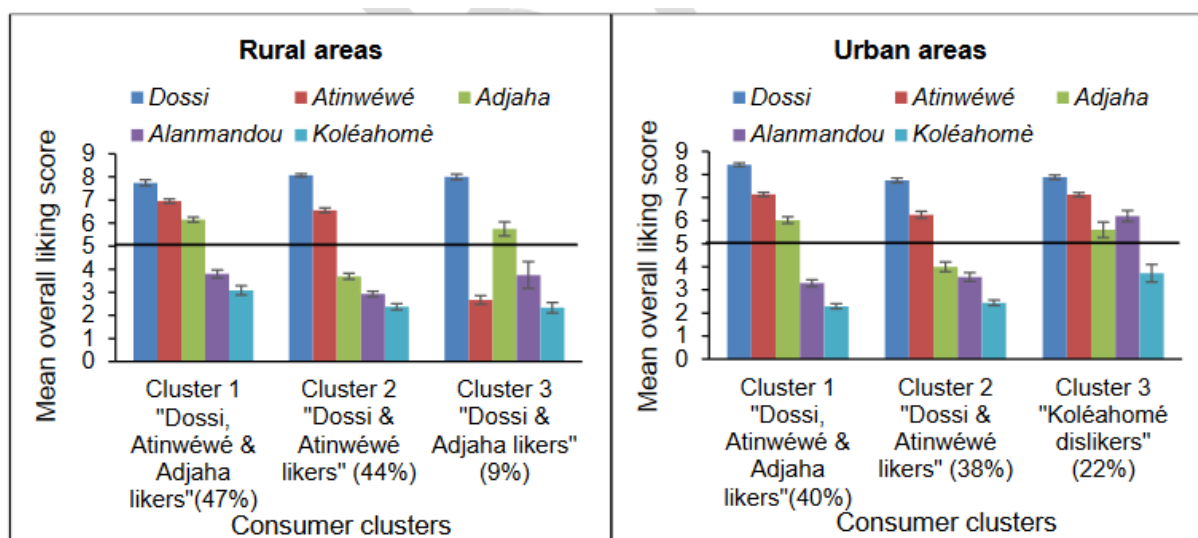 Rural areas
Dossi Atinwéwé Adjaha
Alanmandou Koléahomè
Mean overall liking score
9
8
7
6
5
4
3
2
1
0
Cluster 1 "Dossi, Atinwéwé & Adjaha likers"(47%)
Cluster 2 "Dossi & Atinwéwé likers" (44%)
Cluster 3 "Dossi & Adjaha likers" (9%)
Consumer clusters
Urban areas
Dossi Atinwéwé Adjaha
Alanmandou Koléahomè
Mean overall liking score
9
8
7
6
5
4
3
2
1
0
Cluster 1 "Dossi, Atinwéwé & Adjaha likers"(40%)
Cluster 2 "Dossi & Atinwéwé likers" (38%)
Cluster 3 "Koléahomé dislikers" (22%)
Consumer clusters